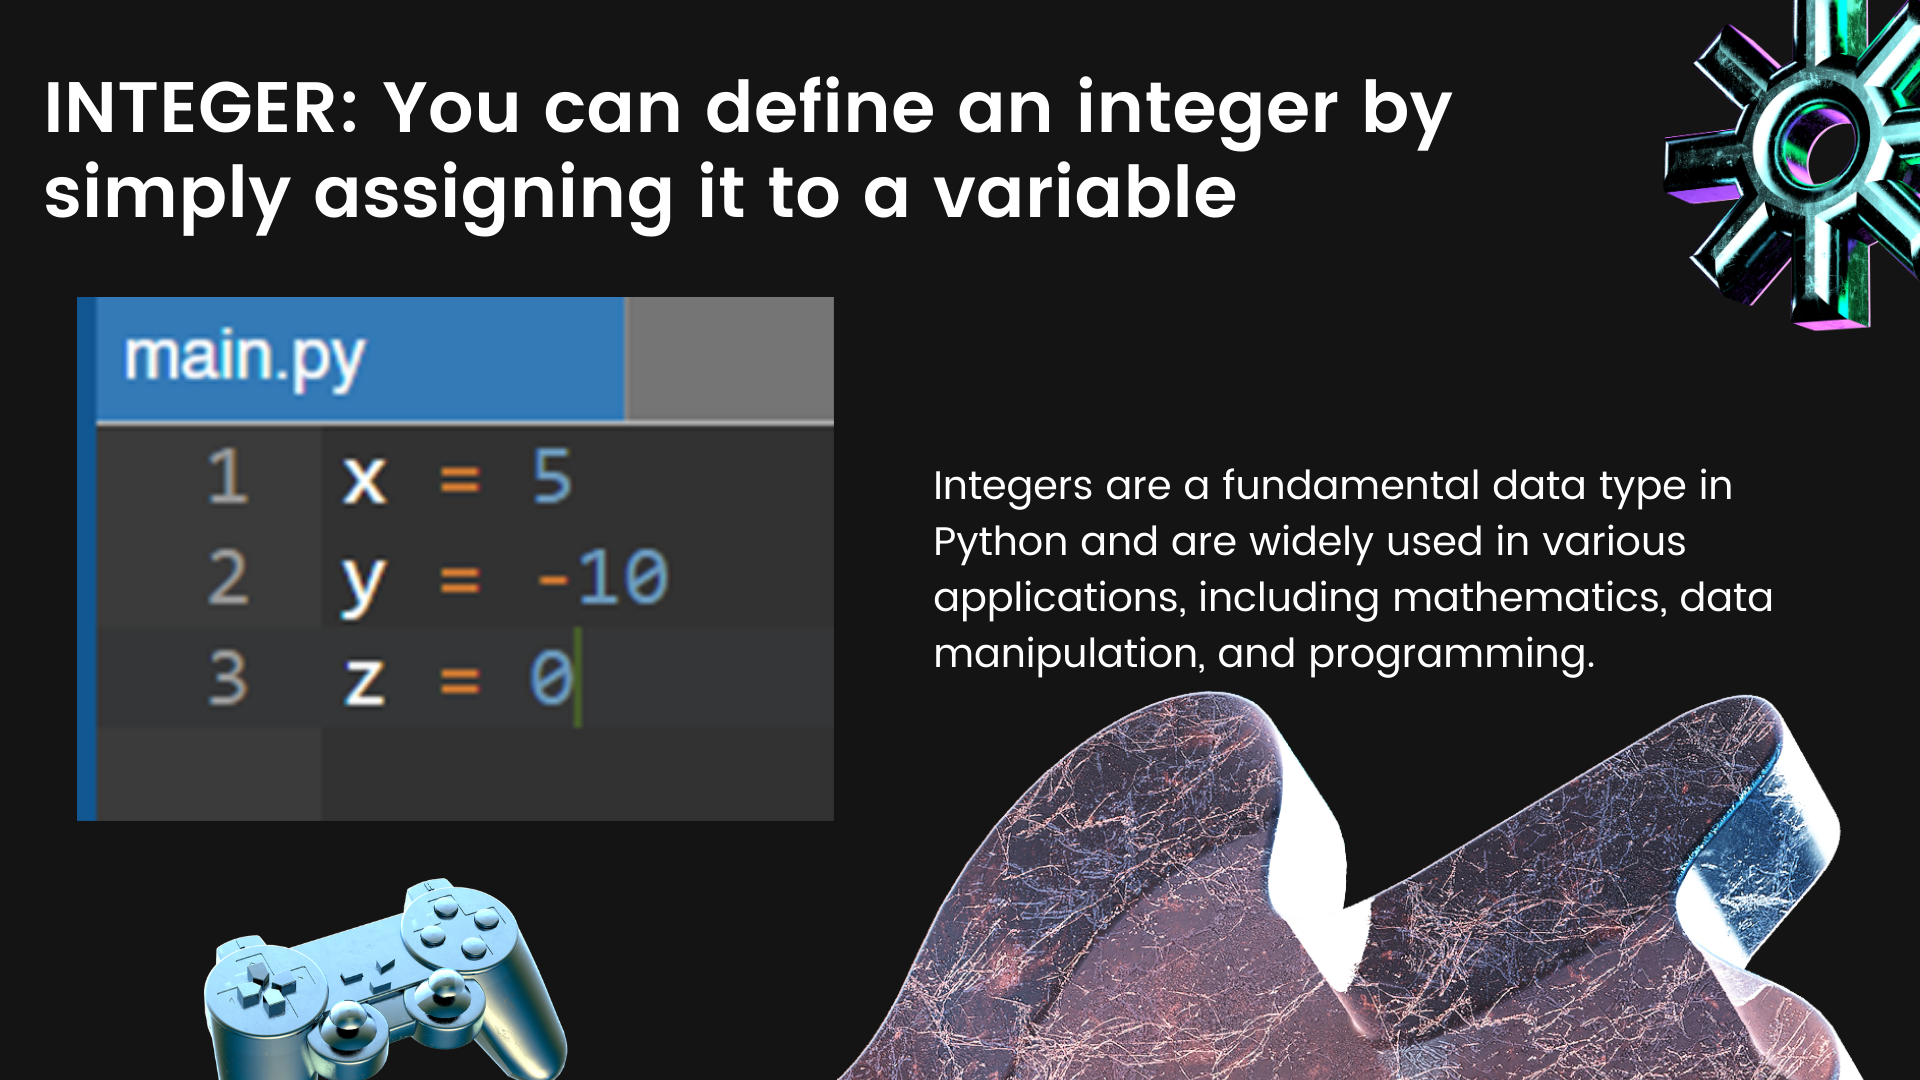 INTEGER: You can define an integer by
simply assigning it to a variable
main.py
1 x = 5
2 y = -10
3 z = 0
Integers are a fundamental data type in
Python and are widely used in various
applications, including mathematics, data
manipulation, and programming.